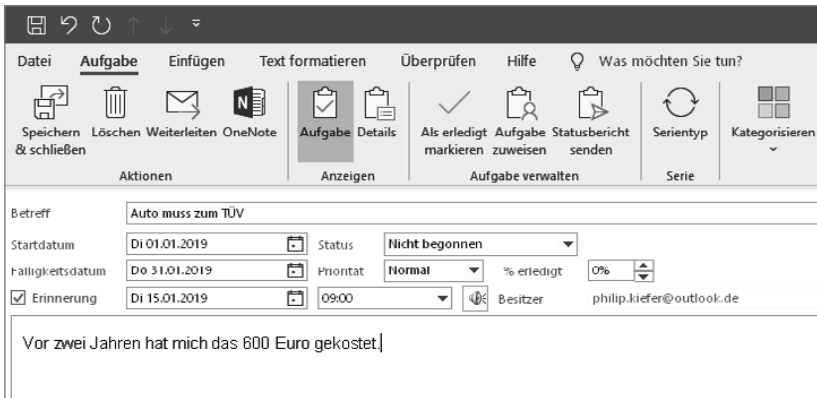 Datei Aufgabe Einfügen Text formatieren Überprüfen Hilfe Was möchten Sie tun?
Speichern & schließen Löschen Weiterleiten OneNote Aufgabe Details Als erledigt markieren Aufgabe zuweisen Statusbericht senden Serientyp Kategorisieren
Aktionen Anzeigen Aufgabe verwalten Serie
Betreff Auto muss zum TÜV
Startdatum Di 01.01.2019 Status Nicht begonnen
Fälligkeitsdatum Do 31.01.2019 Priorität Normal % erledigt 0%
Erinnerung Di 15.01.2019 09:00 Besitzer philip.kiefer@outlook.de
Vor zwei Jahren hat mich das 600 Euro gekostet.